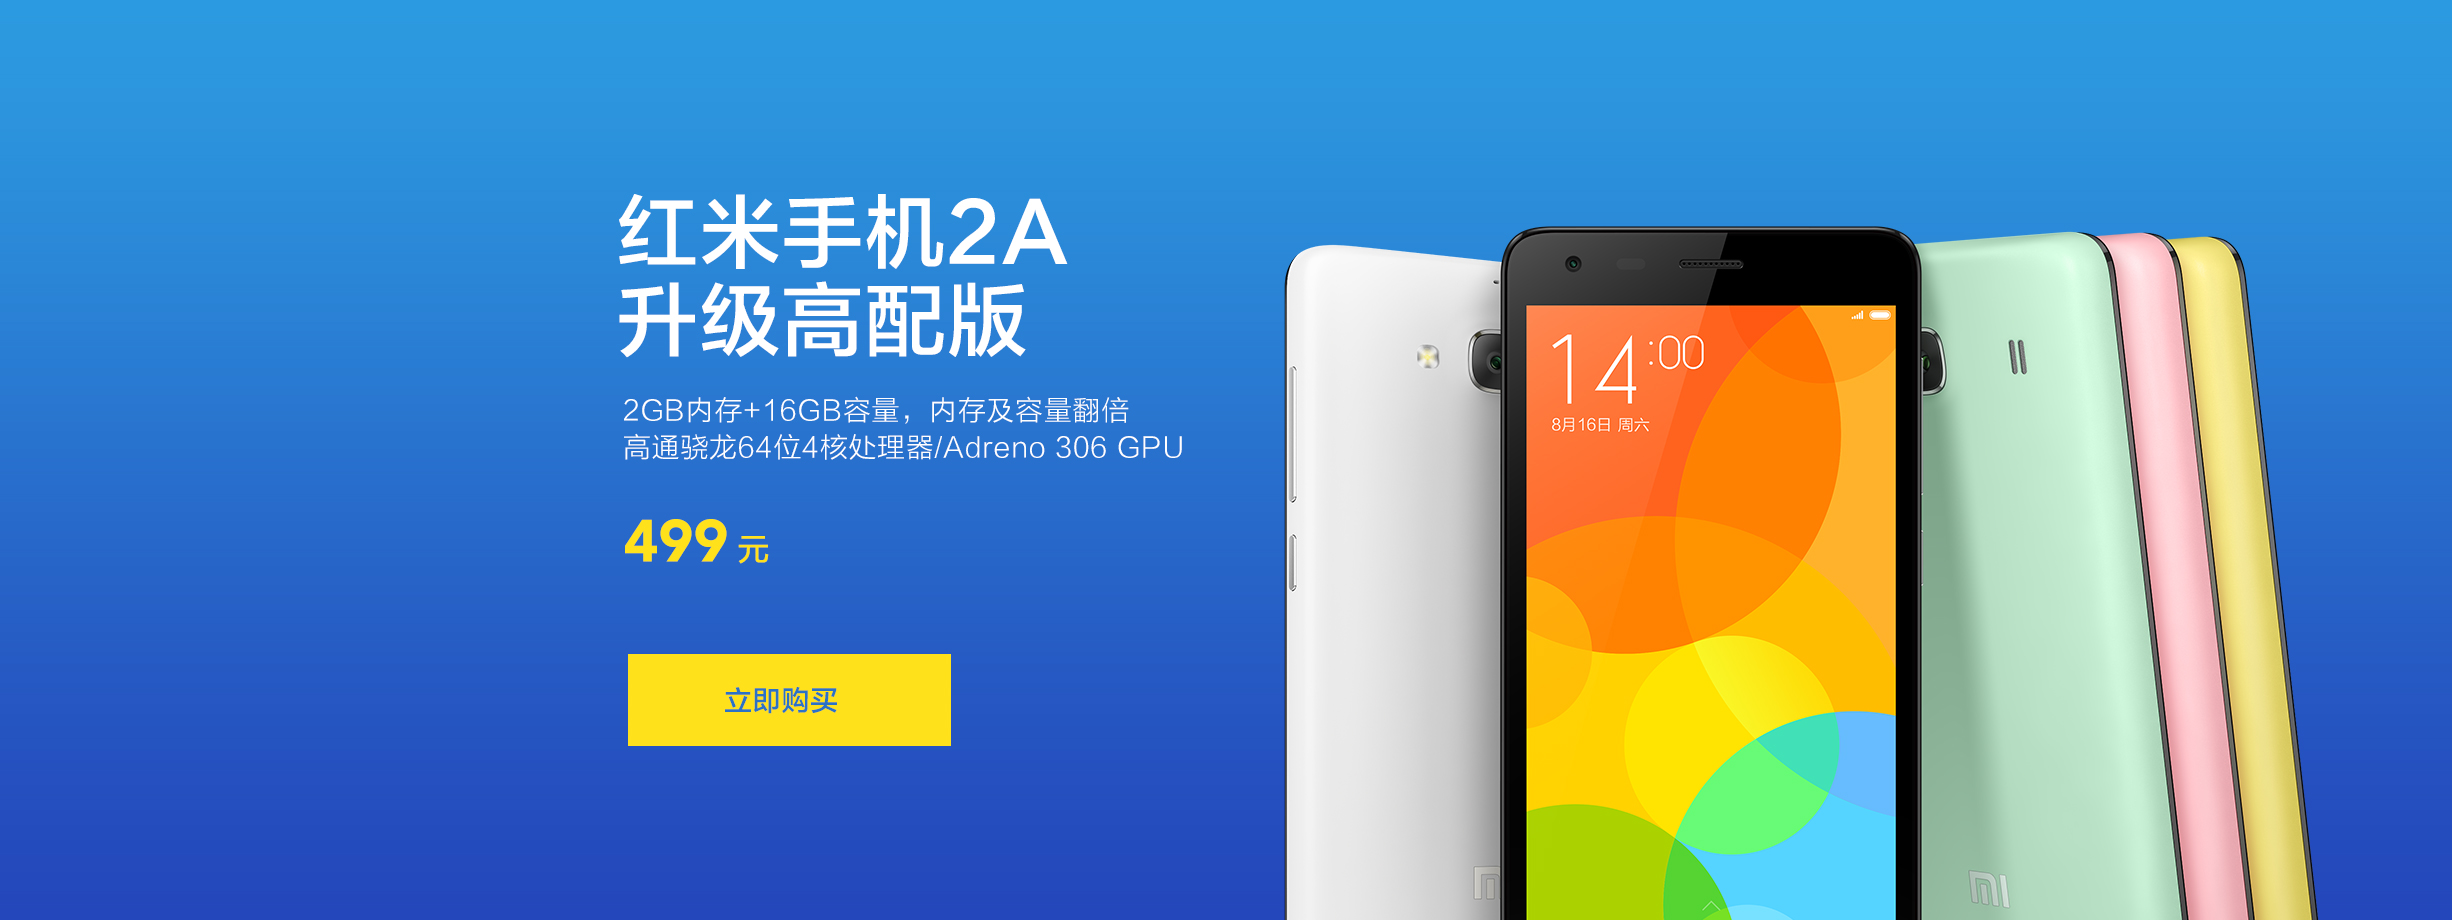 红米手机2A
升级高配版
2GB内存+16GB容量，内存及容量翻倍
高通骁龙64位4核处理器/Adreno 306 GPU
499 元
立即购买
14:00
8月16日 周六
MI